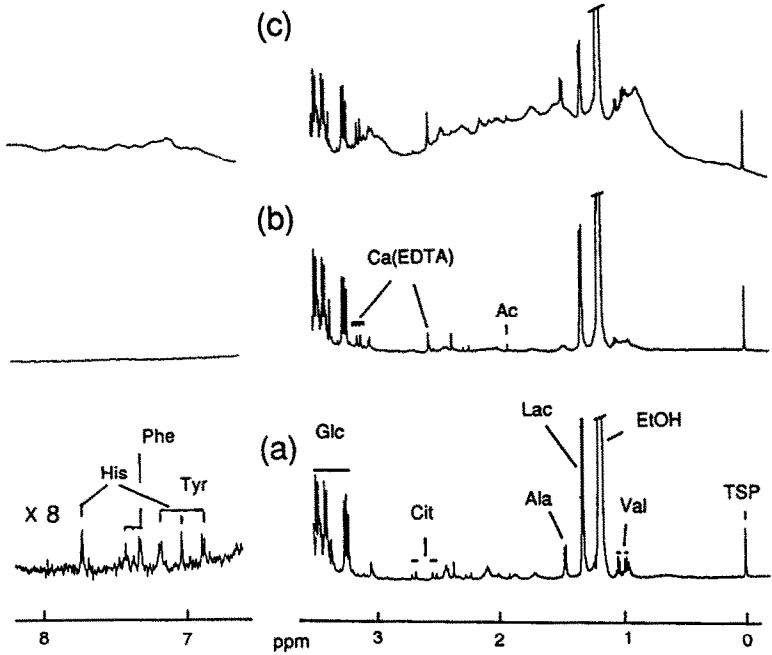 (c)
(b)
Ca(EDTA)
Ac
(a)
Glc
Lac
EtOH
Phe
His
Tyr
X 8
Cit
Ala
Val
TSP
8
7
ppm
3
2
1
0